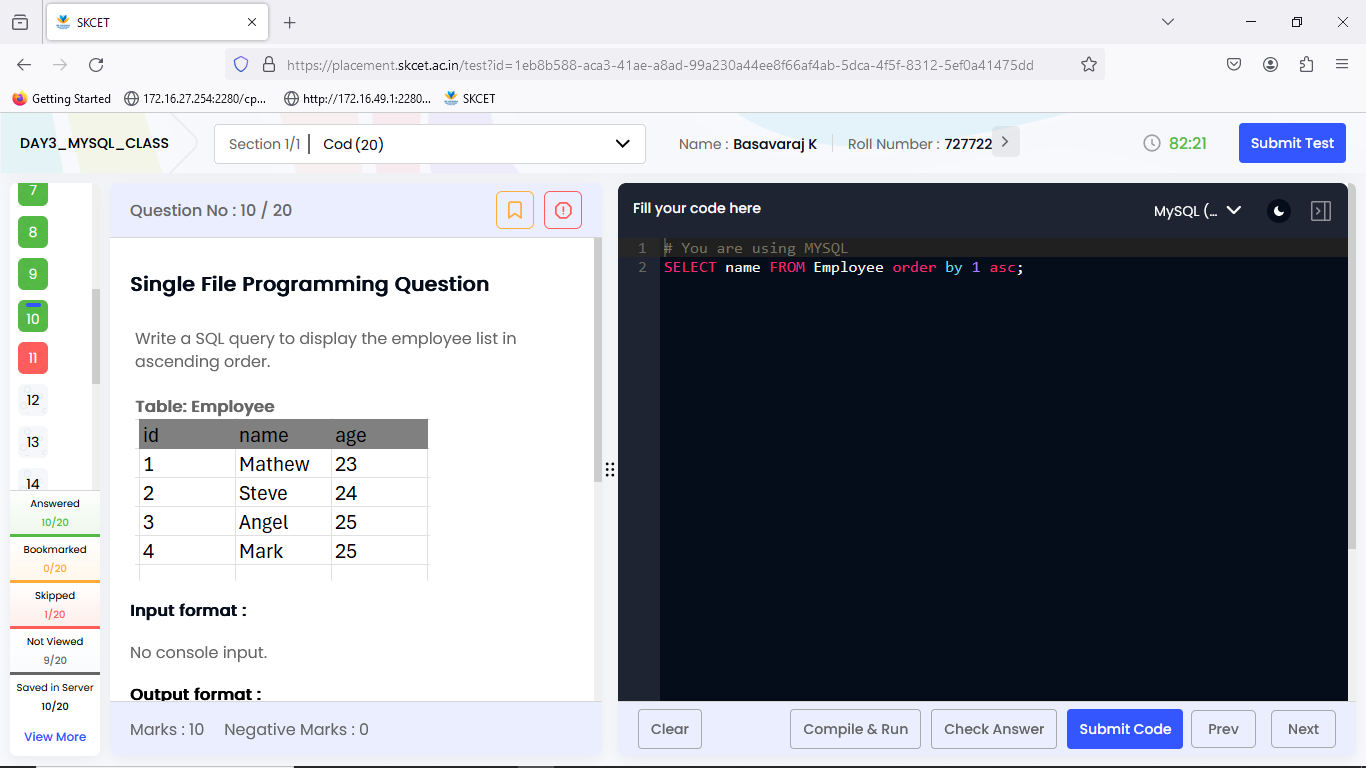 SKCET
https://placement.skcet.ac.in/test?id=1eb8b588-aca3-41ae-a8ad-99a230a44ee8f66af4ab-5dca-4f5f-8312-5ef0a41475dd
Getting Started 172.16.27.254:2280/cp... http://172.16.49.1:2280... SKCET
DAY3_MYSQL_CLASS Section 1/1 | Cod (20) Name : Basavaraj K Roll Number : 727722 82:21 Submit Test
7
8
9
10
11
12
13
14
Answered
10/20
Bookmarked
0/20
Skipped
1/20
Not Viewed
9/20
Saved in Server
10/20
View More
Question No : 10 / 20
Single File Programming Question
Write a SQL query to display the employee list in
ascending order.
Table: Employee
id name age
1 Mathew 23
2 Steve 24
3 Angel 25
4 Mark 25
Input format :
No console input.
Output format :
Marks : 10 Negative Marks : 0
Fill your code here MySQL (...
1 # You are using MYSQL
2 SELECT name FROM Employee order by 1 asc;
Clear Compile & Run Check Answer Submit Code Prev Next